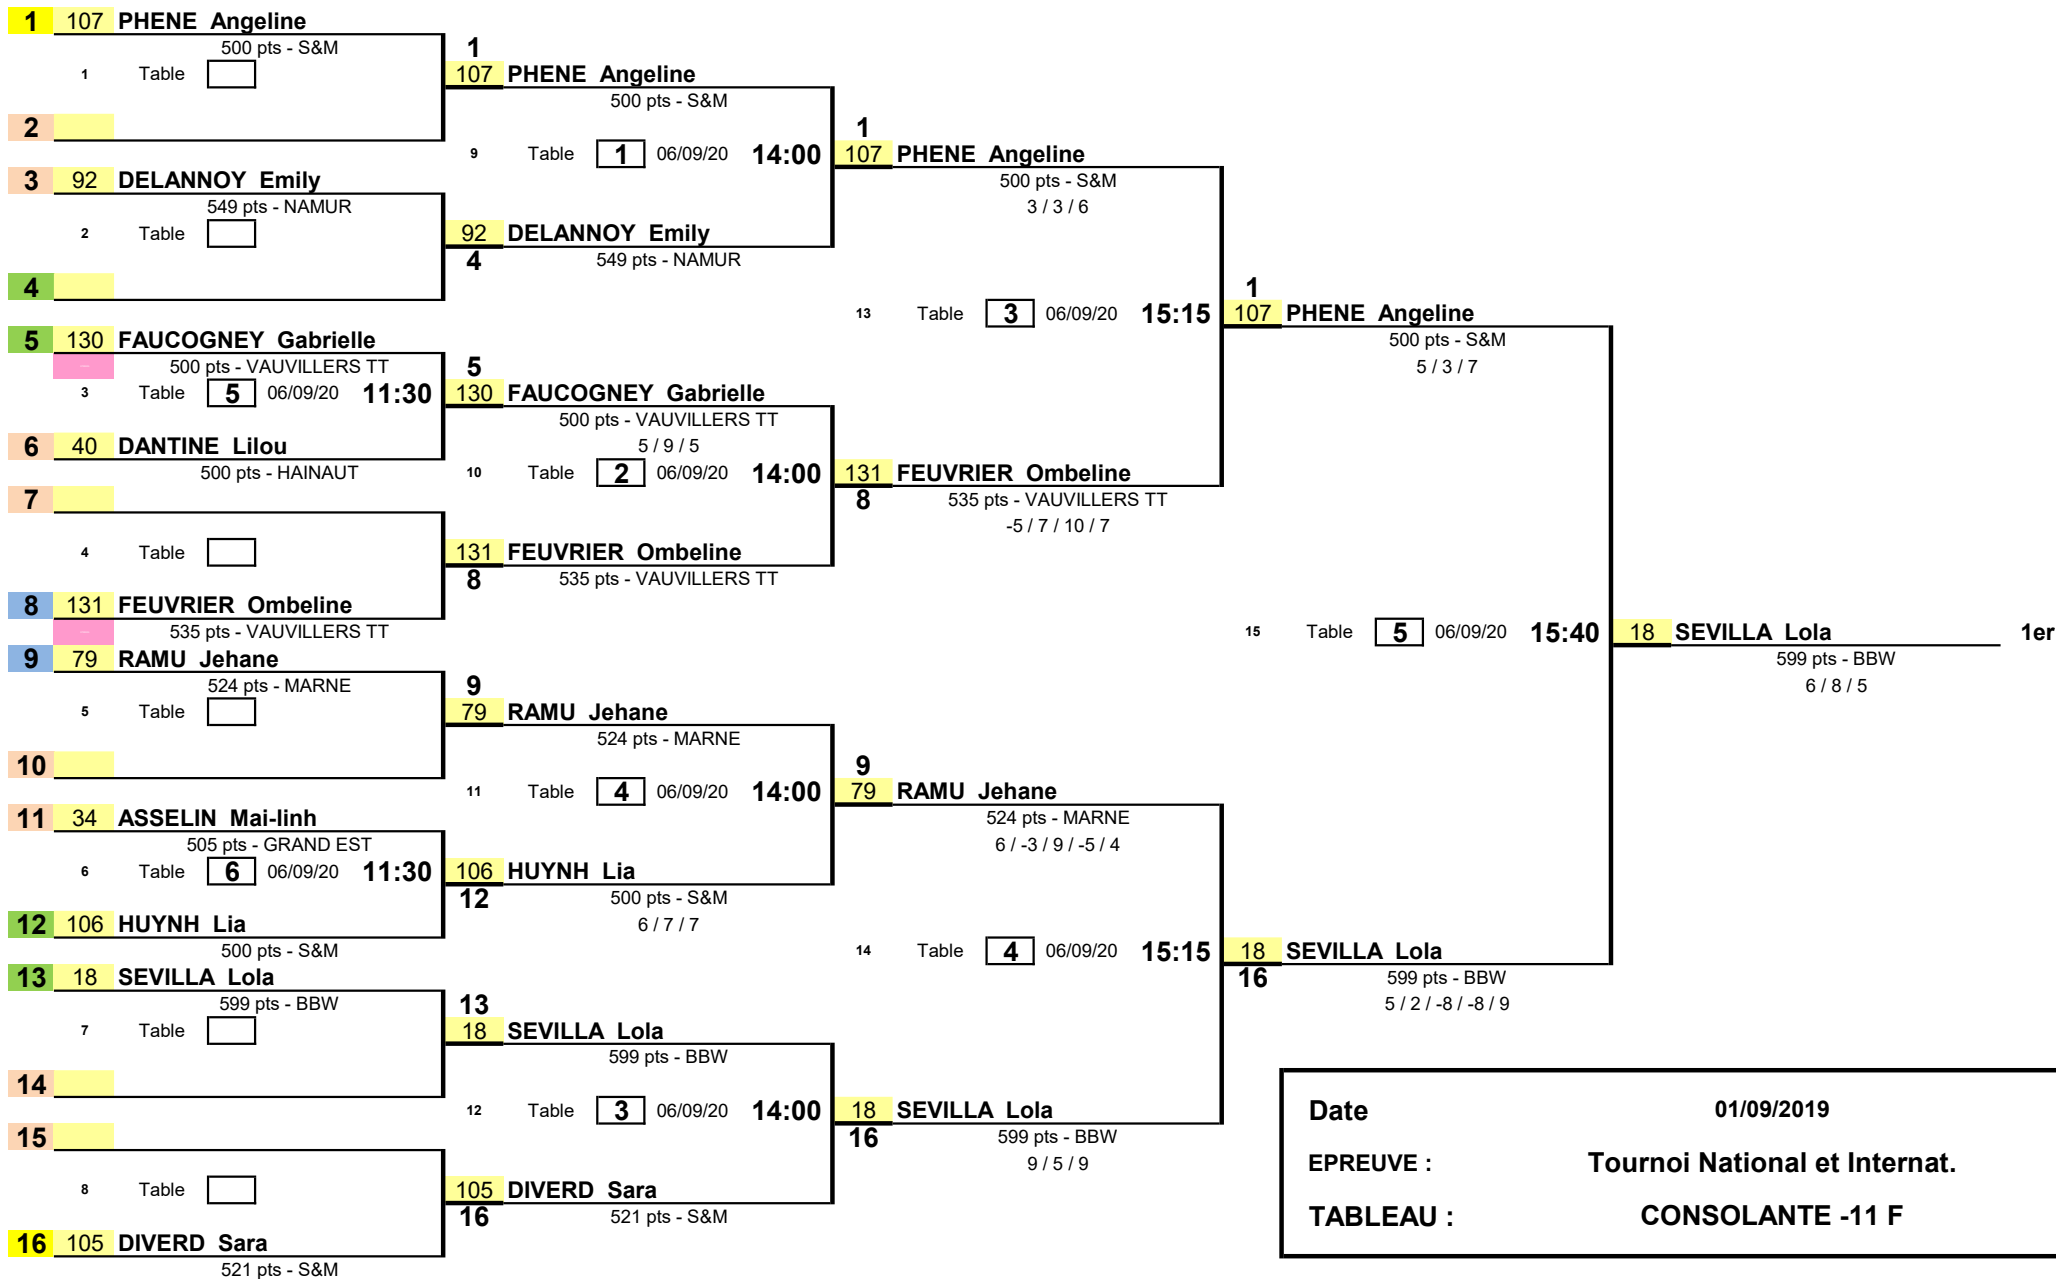 1 107 PHENE Angeline
500 pts - S&M
1 Table
2
3 92 DELANNOY Emily
549 pts - NAMUR
2 Table
4
5 130 FAUCOGNEY Gabrielle
500 pts - VAUVILLERS TT
3 Table 5 06/09/20 11:30
6 40 DANTINE Lilou
500 pts - HAINAUT
7
4 Table
8 131 FEUVRIER Ombeline
535 pts - VAUVILLERS TT
9 79 RAMU Jehane
524 pts - MARNE
5 Table
10
11 34 ASSELIN Mai-linh
505 pts - GRAND EST
6 Table 6 06/09/20 11:30
12 106 HUYNH Lia
500 pts - S&M
13 18 SEVILLA Lola
599 pts - BBW
7 Table
14
15
8 Table
16 105 DIVERD Sara
521 pts - S&M
1
107 PHENE Angeline
500 pts - S&M
9 Table 1 06/09/20 14:00
92 DELANNOY Emily
4 549 pts - NAMUR
5
130 FAUCOGNEY Gabrielle
500 pts - VAUVILLERS TT
5 / 9 / 5
10 Table 2 06/09/20 14:00
131 FEUVRIER Ombeline
8 535 pts - VAUVILLERS TT
9
79 RAMU Jehane
524 pts - MARNE
11 Table 4 06/09/20 14:00
106 HUYNH Lia
12 500 pts - S&M
6 / 7 / 7
13
18 SEVILLA Lola
599 pts - BBW
12 Table 3 06/09/20 14:00
105 DIVERD Sara
16 521 pts - S&M
1
107 PHENE Angeline
500 pts - S&M
3 / 3 / 6
13 Table 3 06/09/20 15:15
131 FEUVRIER Ombeline
8 535 pts - VAUVILLERS TT
-5 / 7 / 10 / 7
9
79 RAMU Jehane
524 pts - MARNE
6 / -3 / 9 / -5 / 4
14 Table 4 06/09/20 15:15
18 SEVILLA Lola
16 599 pts - BBW
9 / 5 / 9
1
107 PHENE Angeline
500 pts - S&M
5 / 3 / 7
15 Table 5 06/09/20 15:40
18 SEVILLA Lola
16 599 pts - BBW
5 / 2 / -8 / -8 / 9
18 SEVILLA Lola 1er
599 pts - BBW
6 / 8 / 5
Date 01/09/2019
EPREUVE : Tournoi National et Internat.
TABLEAU : CONSOLANTE -11 F